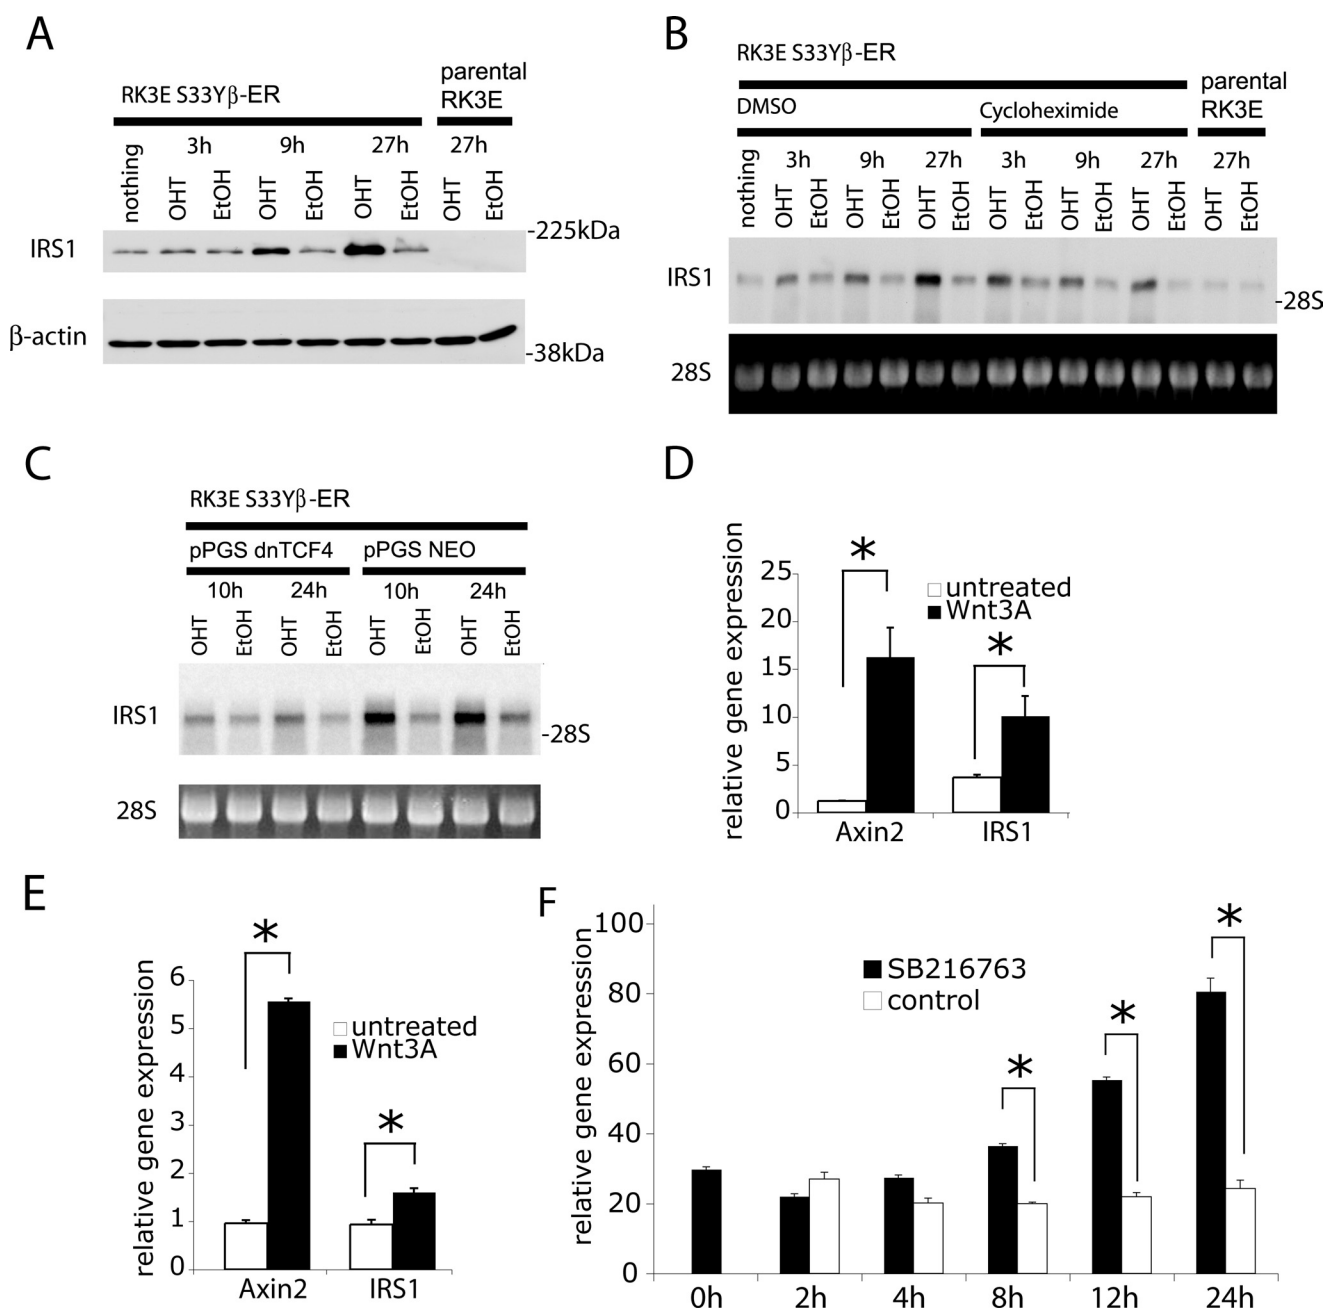 A
RK3E S33Yβ-ER
parental
RK3E
3h 9h 27h 27h
nothing OHT EtOH OHT EtOH OHT EtOH OHT EtOH
-225kDa
IRS1
β-actin
-38kDa
B
RK3E S33Yβ-ER
parental
RK3E
DMSO Cycloheximide
3h 9h 27h 3h 9h 27h 27h
nothing OHT EtOH OHT EtOH OHT EtOH OHT EtOH OHT EtOH OHT EtOH OHT EtOH
IRS1
-28S
28S
C
RK3E S33Yβ-ER
pPGS dnTCF4 pPGS NEO
10h 24h 10h 24h
OHT EtOH OHT EtOH OHT EtOH OHT EtOH
IRS1
-28S
28S
D
relative gene expression
25
20
15
10
5
0
* *
untreated
Wnt3A
Axin2 IRS1
E
relative gene expression
6
5
4
3
2
1
0
* *
untreated
Wnt3A
Axin2 IRS1
F
relative gene expression
100
80
60
40
20
0
SB216763
control
* * *
0h 2h 4h 8h 12h 24h